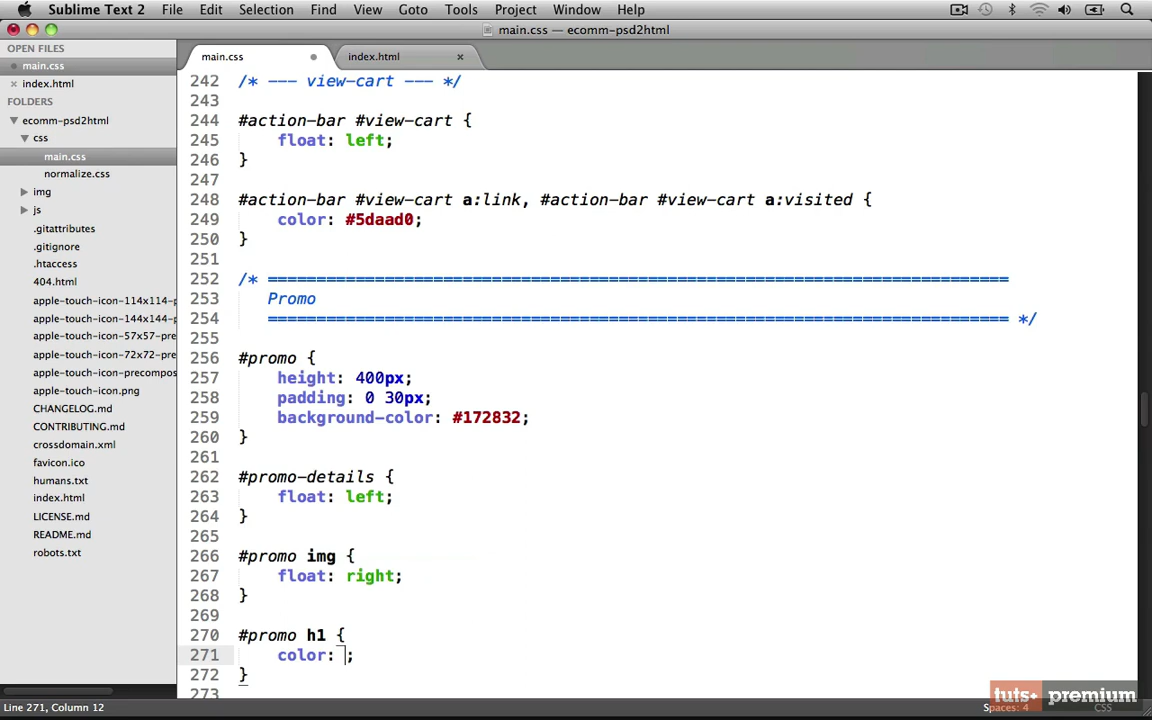 Sublime Text 2 File Edit Selection Find View Goto Tools Project Window Help
main.css — ecomm-psd2html
OPEN FILES
main.css
index.html
FOLDERS
ecomm-psd2html
css
main.css
normalize.css
img
js
.gitattributes
.gitignore
.htaccess
404.html
apple-touch-icon-114x114-p
apple-touch-icon-144x144-p
apple-touch-icon-57x57-pre
apple-touch-icon-72x72-pre
apple-touch-icon-precompos
apple-touch-icon.png
CHANGELOG.md
CONTRIBUTING.md
crossdomain.xml
favicon.ico
humans.txt
index.html
LICENSE.md
README.md
robots.txt
main.css index.html
242 /* --- view-cart --- */
243
244 #action-bar #view-cart {
245 float: left;
246 }
247
248 #action-bar #view-cart a:link, #action-bar #view-cart a:visited {
249 color: #5daad0;
250 }
251
252 /* ============================================================================
253 Promo
254 ============================================================================ */
255
256 #promo {
257 height: 400px;
258 padding: 0 30px;
259 background-color: #172832;
260 }
261
262 #promo-details {
263 float: left;
264 }
265
266 #promo img {
267 float: right;
268 }
269
270 #promo h1 {
271 color: ;
272 }
273
Line 271, Column 12 Spaces: 4 CSS
tuts+ premium